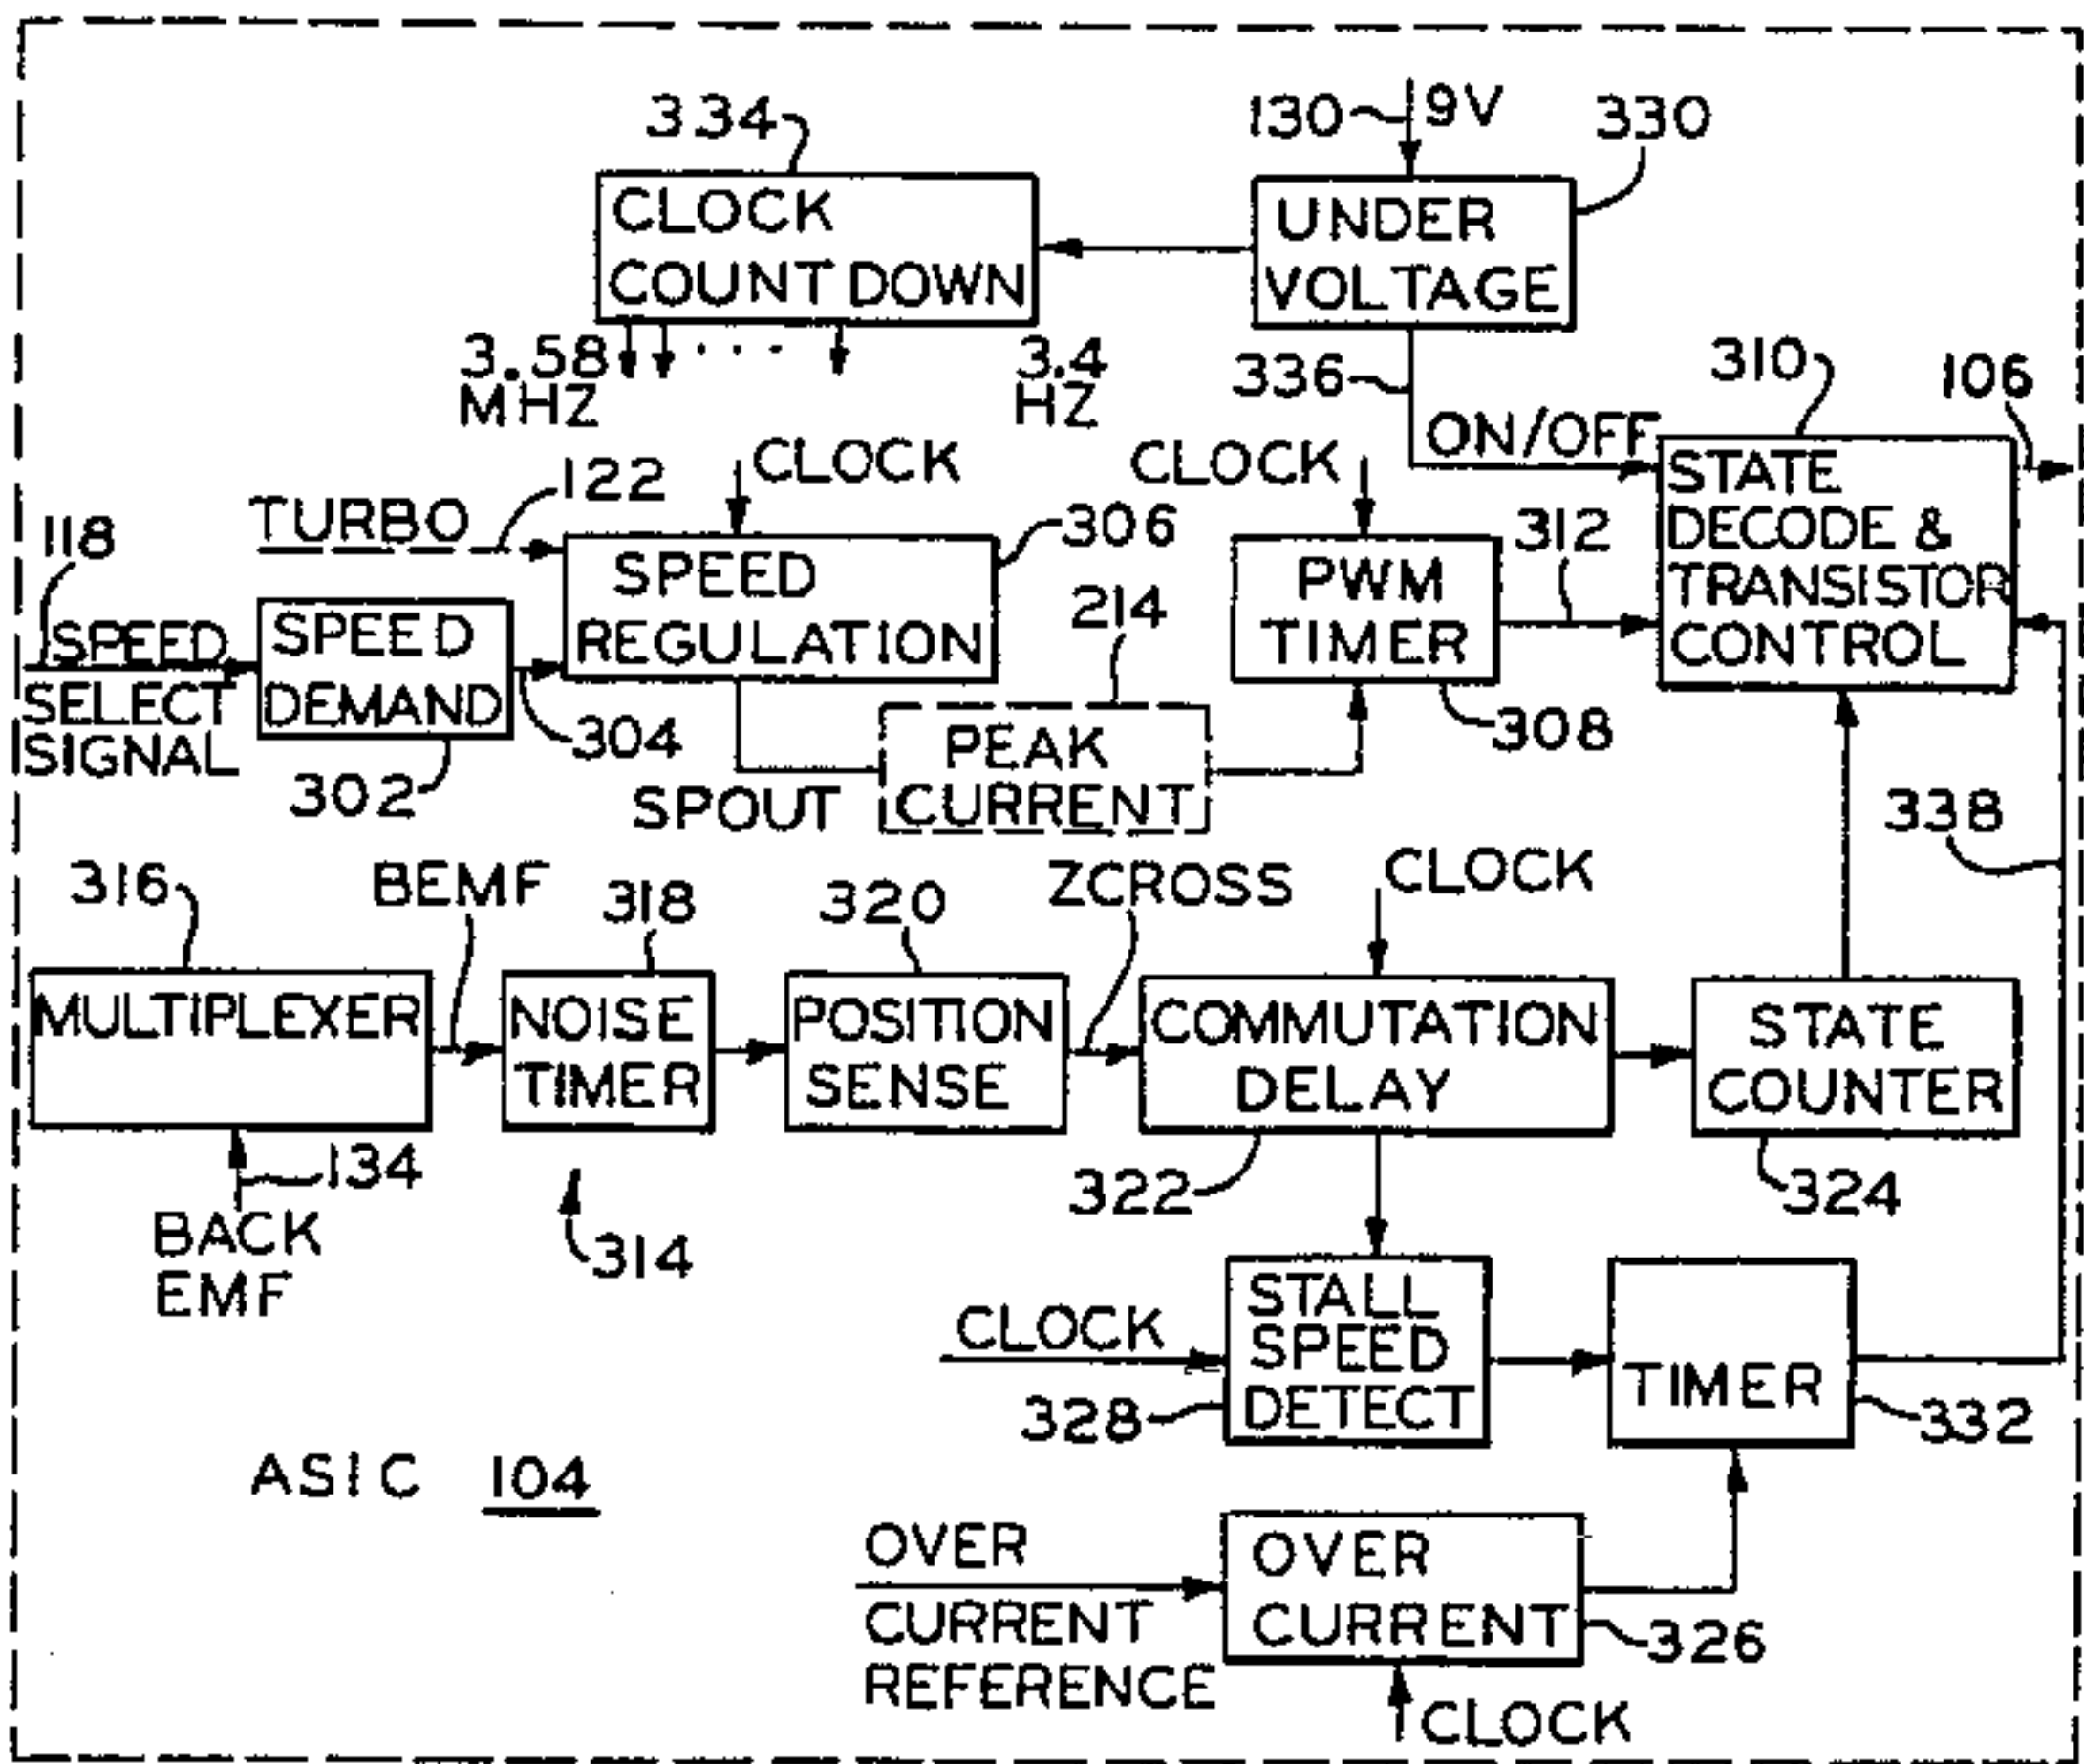 334
130
9V
330
CLOCK
COUNT DOWN
UNDER
VOLTAGE
3.58
MHZ
. . .
3.4
HZ
336
310
106
ON/OFF
CLOCK
CLOCK
TURBO
122
306
312
STATE
DECODE &
TRANSISTOR
CONTROL
118
SPEED
SELECT
SIGNAL
SPEED
DEMAND
302
304
SPEED
REGULATION
214
PWM
TIMER
308
PEAK
CURRENT
SPOUT
338
316
BEMF
318
320
ZCROSS
CLOCK
MULTIPLEXER
NOISE
TIMER
POSITION
SENSE
COMMUTATION
DELAY
STATE
COUNTER
134
BACK
EMF
314
322
324
CLOCK
STALL
SPEED
DETECT
328
TIMER
332
ASIC 104
OVER
CURRENT
REFERENCE
OVER
CURRENT
326
CLOCK